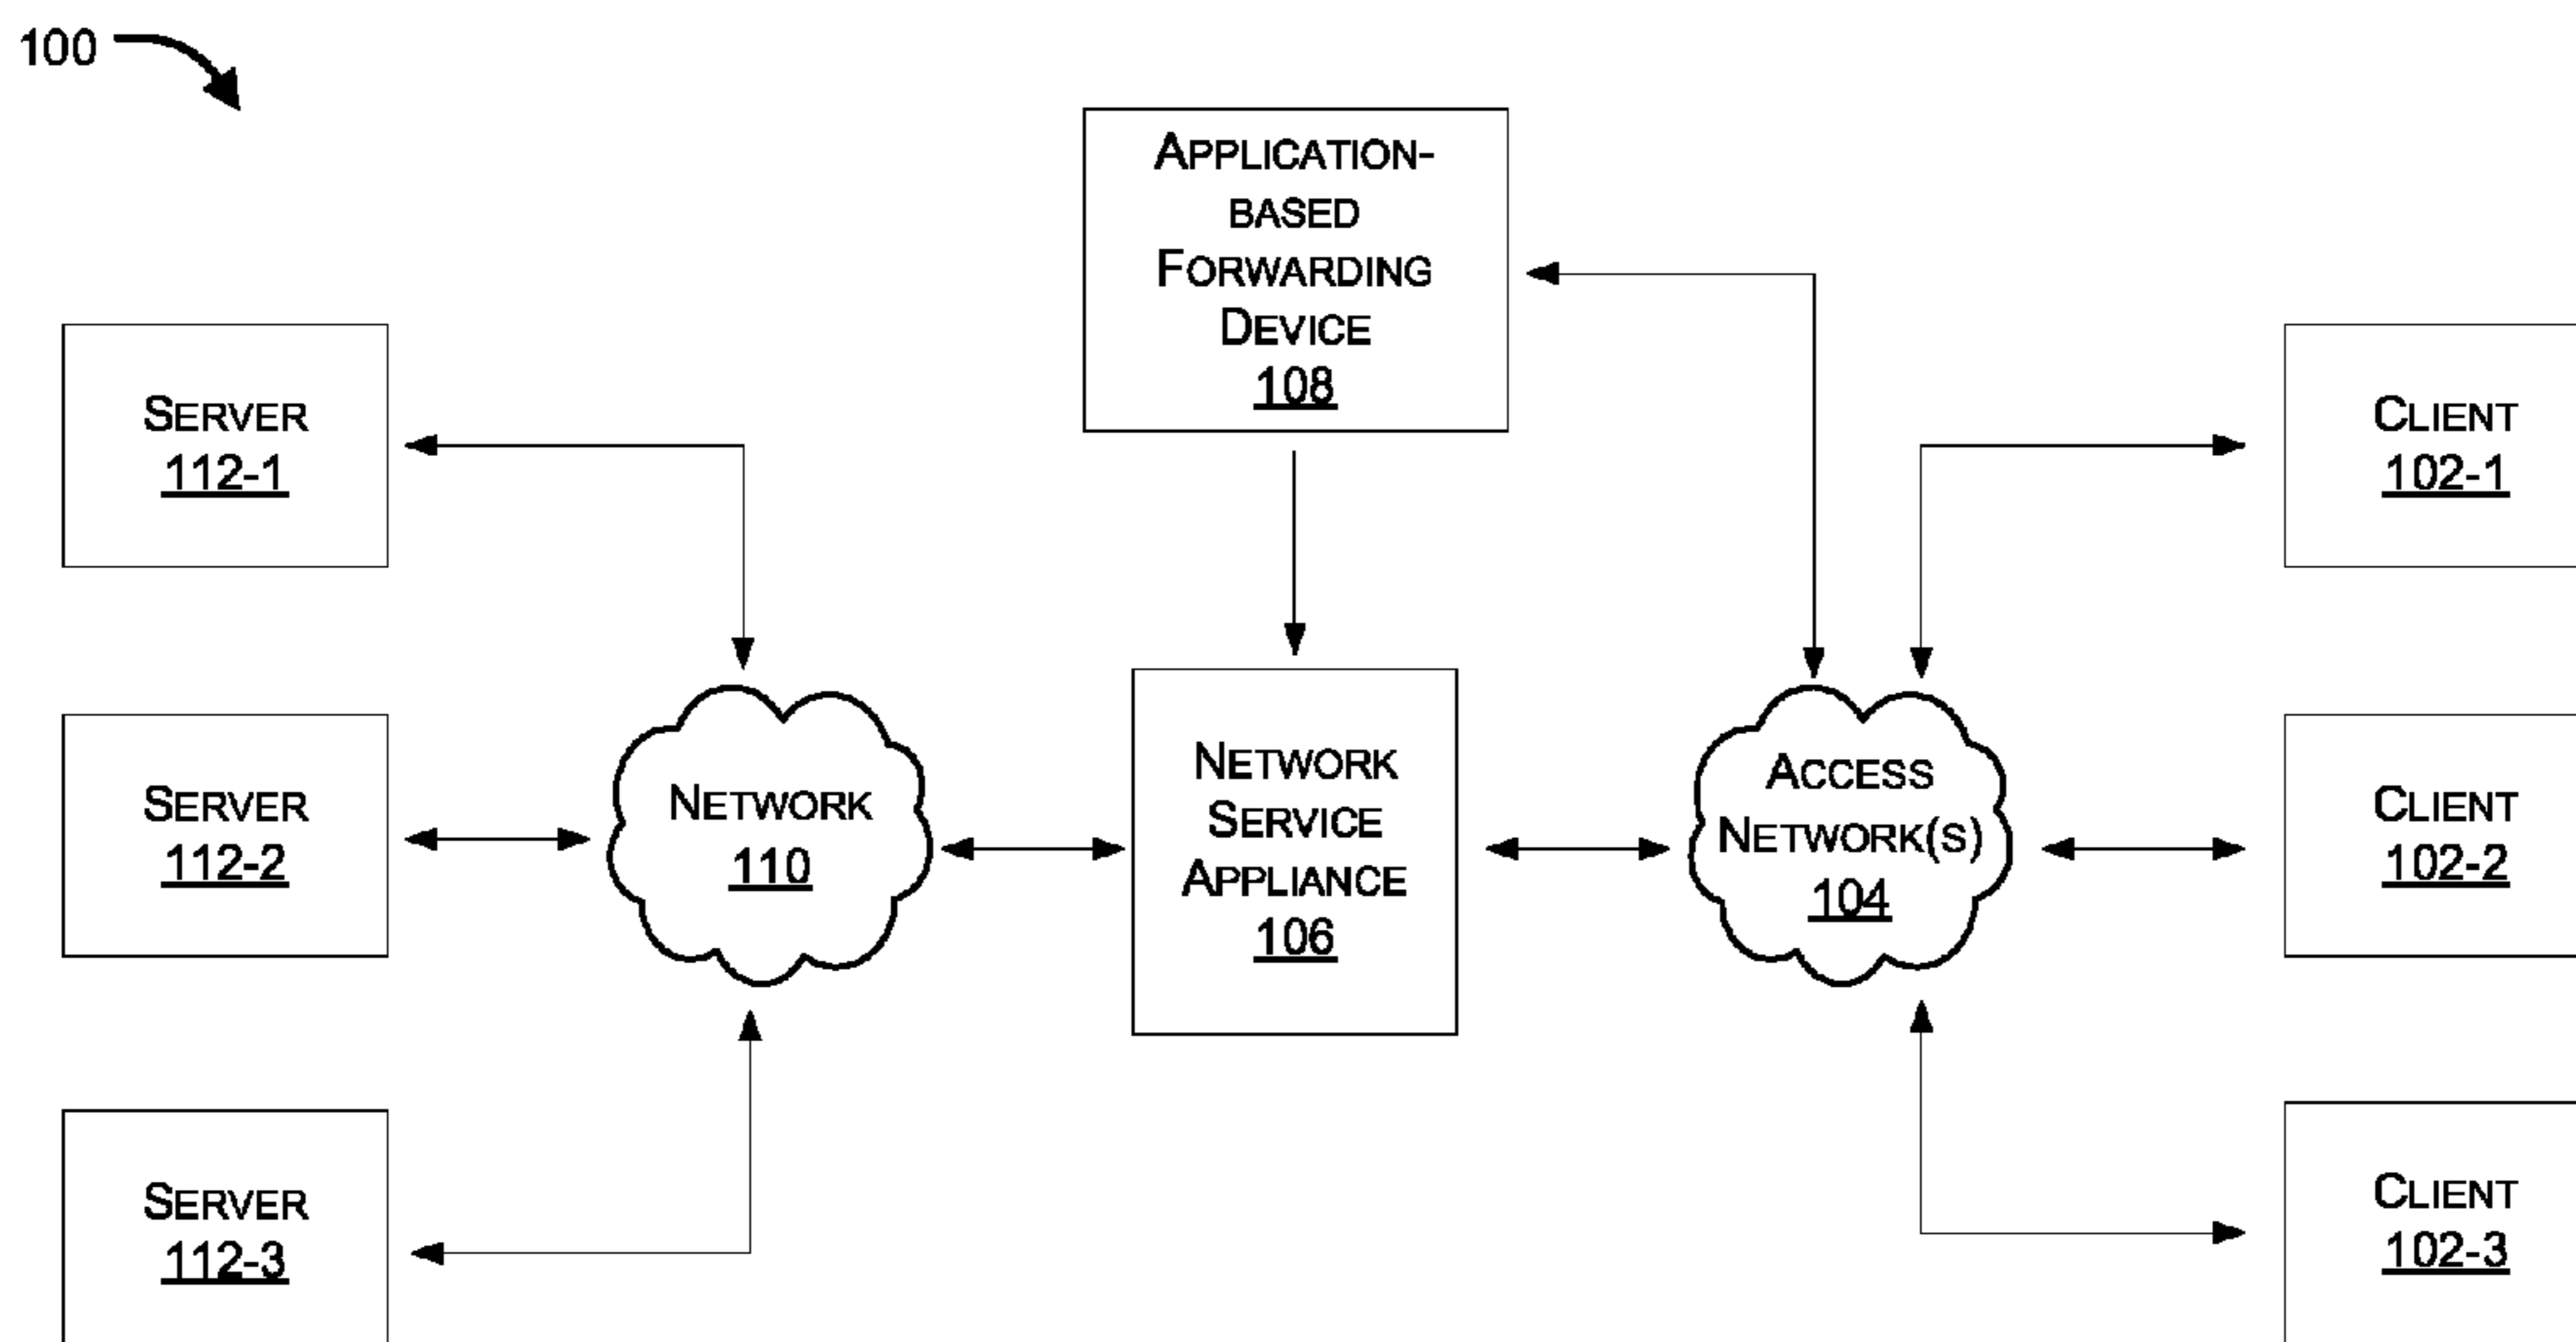 100
APPLICATION-
BASED
FORWARDING
DEVICE
108
SERVER
112-1
CLIENT
102-1
SERVER
112-2
NETWORK
110
NETWORK
SERVICE
APPLIANCE
106
ACCESS
NETWORK(S)
104
CLIENT
102-2
SERVER
112-3
CLIENT
102-3